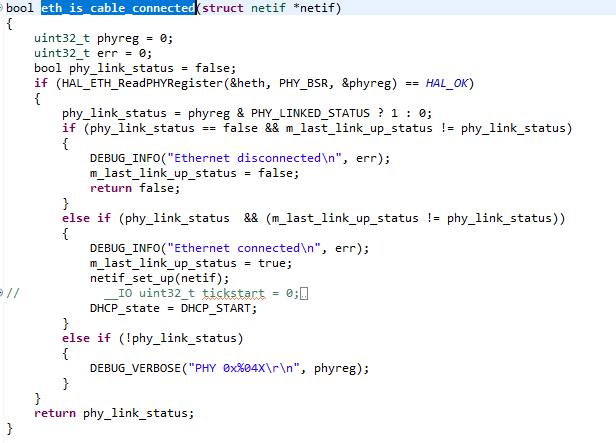 bool eth_is_cable_connected(struct netif *netif)
{
    uint32_t phyreg = 0;
    uint32_t err = 0;
    bool phy_link_status = false;
    if (HAL_ETH_ReadPHYRegister(&heth, PHY_BSR, &phyreg) == HAL_OK)
    {
        phy_link_status = phyreg & PHY_LINKED_STATUS ? 1 : 0;
        if (phy_link_status == false && m_last_link_up_status != phy_link_status)
        {
            DEBUG_INFO("Ethernet disconnected\n", err);
            m_last_link_up_status = false;
            return false;
        }
        else if (phy_link_status  && (m_last_link_up_status != phy_link_status))
        {
            DEBUG_INFO("Ethernet connected\n", err);
            m_last_link_up_status = true;
            netif_set_up(netif);
//            __IO uint32_t tickstart = 0;
            DHCP_state = DHCP_START;
        }
        else if (!phy_link_status)
        {
            DEBUG_VERBOSE("PHY 0x%04X\r\n", phyreg);
        }
    }
    return phy_link_status;
}